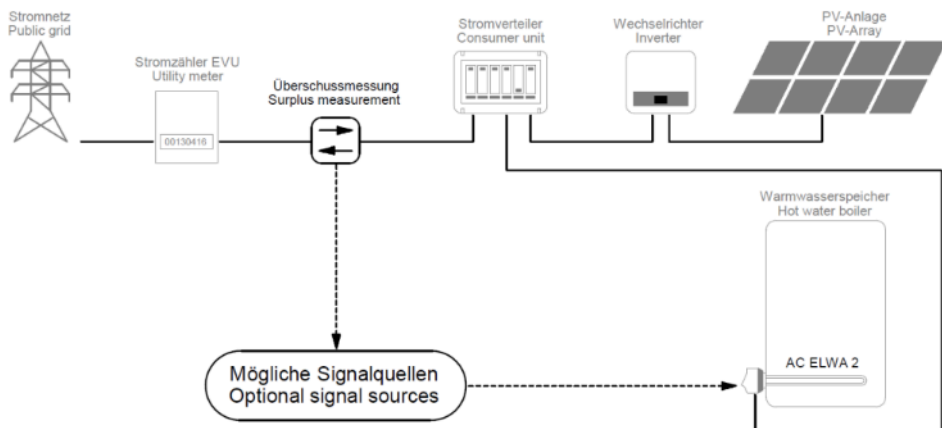 Stromnetz
Public grid
Stromzähler EVU
Utility meter
00130416
Überschussmessung
Surplus measurement
Stromverteiler
Consumer unit
Wechselrichter
Inverter
PV-Anlage
PV-Array
Warmwasserspeicher
Hot water boiler
AC ELWA 2
Mögliche Signalquellen
Optional signal sources